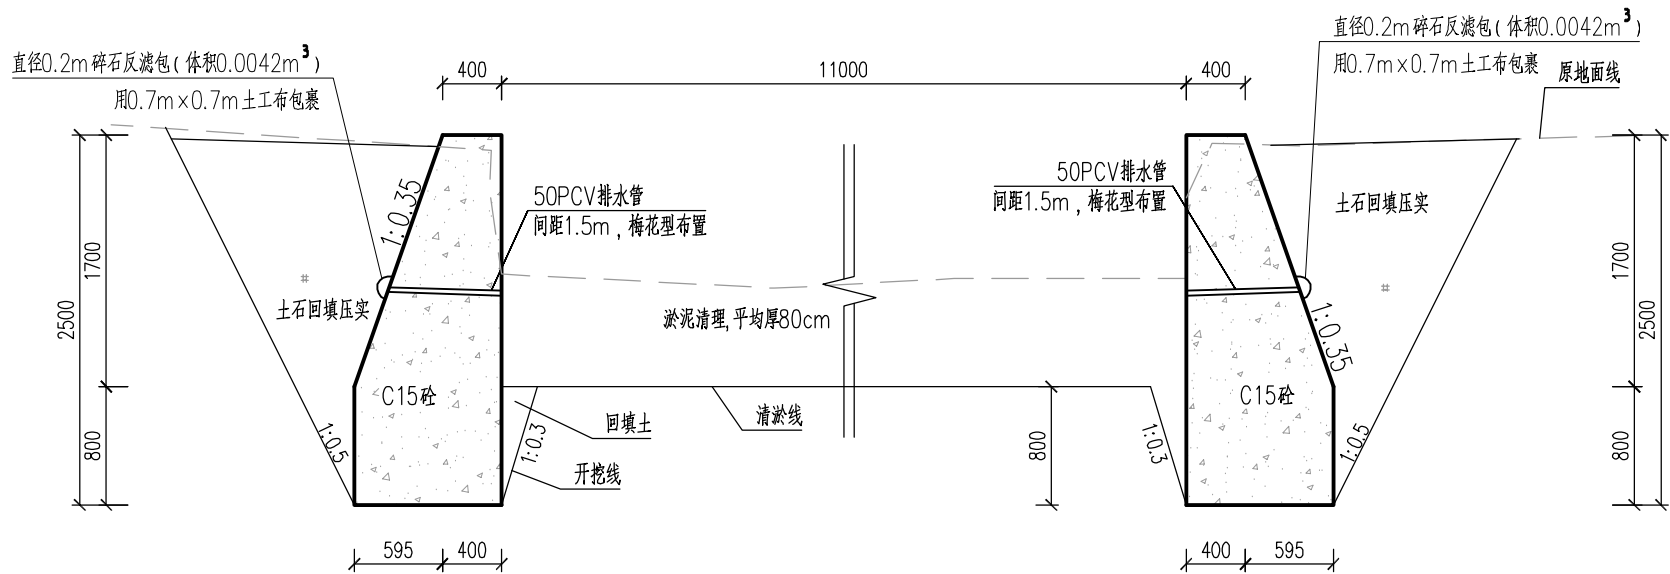 直径0.2m碎石反滤包(体积0.0042m³)
用0.7m×0.7m土工布包裹
400
11000
400
直径0.2m碎石反滤包(体积0.0042m³)
用0.7m×0.7m土工布包裹
原地面线
50PCV排水管
间距1.5m,梅花型布置
50PCV排水管
间距1.5m,梅花型布置
土石回填压实
1:0.35
1700
2500
800
土石回填压实
淤泥清理,平均厚80cm
1:0.35
1700
2500
800
C15砼
C15砼
回填土
清淤线
开挖线
1:0.5
1:0.3
800
1:0.3
1:0.5
595
400
400
595